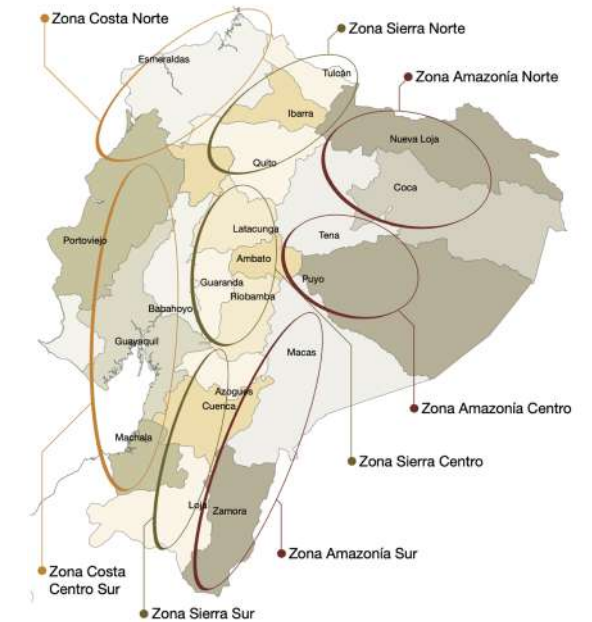 Zona Costa Norte
Zona Sierra Norte
Zona Amazonía Norte
Esmeraldas
Tulcán
Ibarra
Nueva Loja
Quito
Coca
Latacunga
Tena
Portoviejo
Ambato
Puyo
Guaranda
Riobamba
Babahoyo
Guayaquil
Macas
Azogues
Cuenca
Zona Amazonía Centro
Machala
Zona Sierra Centro
Loja
Zamora
Zona Amazonía Sur
Zona Costa
Centro Sur
Zona Sierra Sur